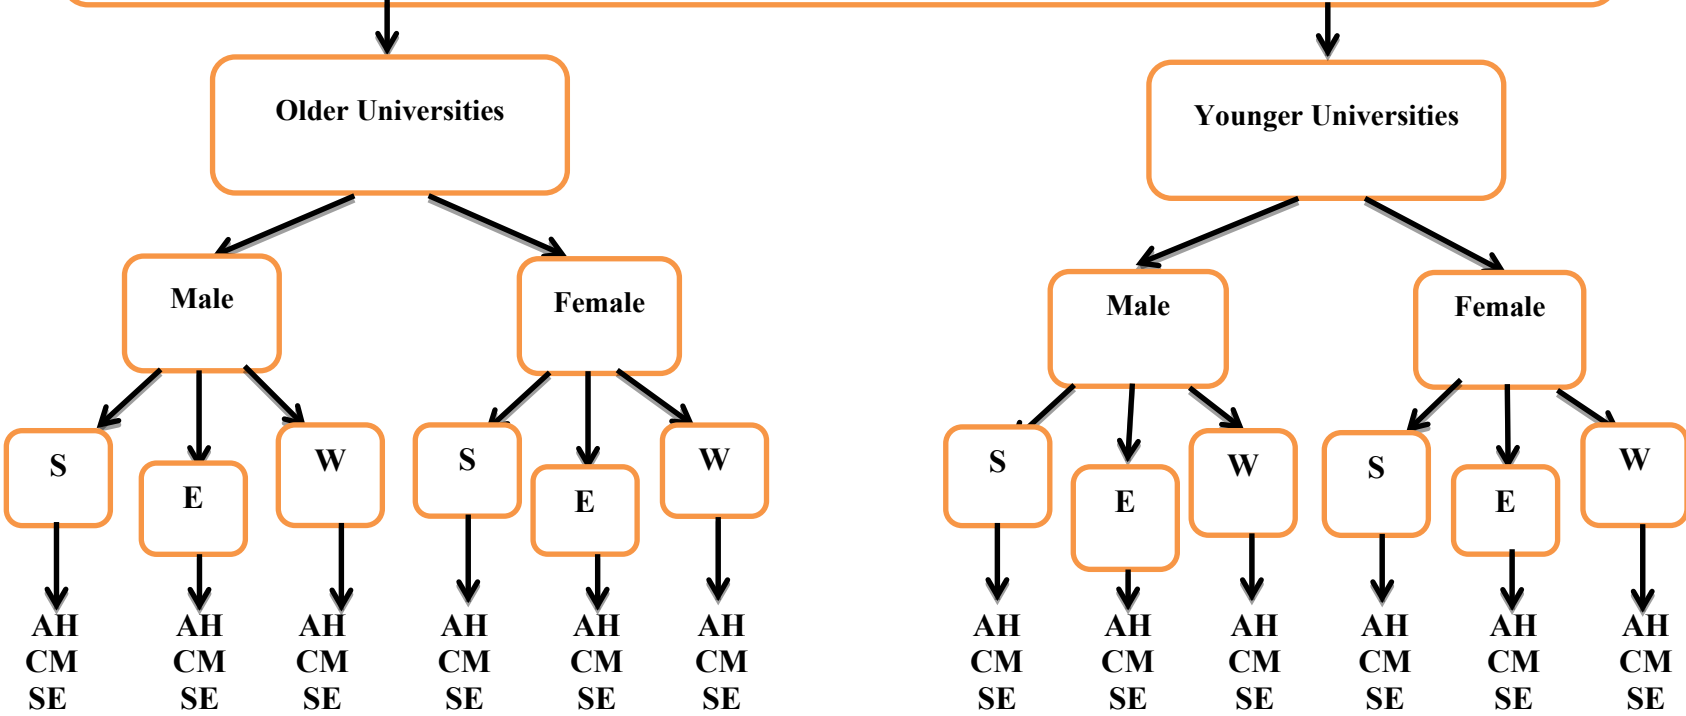 Older Universities
Younger Universities
Male
Female
Male
Female
S
E
W
S
E
W
S
E
W
S
E
W
AH AH AH AH AH AH AH AH AH AH AH AH
CM CM CM CM CM CM CM CM CM CM CM CM
SE SE SE SE SE SE SE SE SE SE SE SE